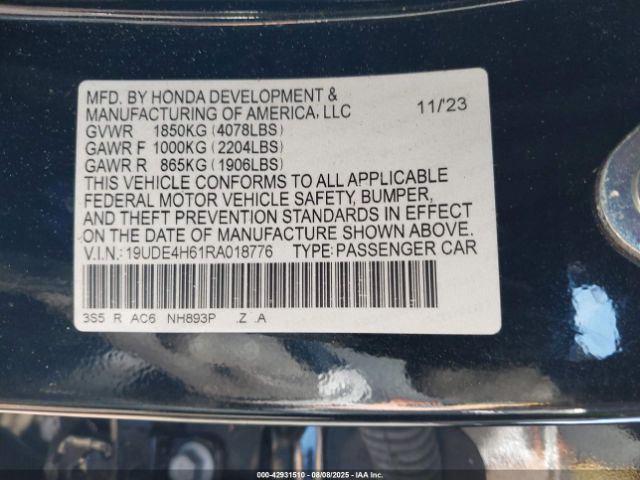 MFD. BY HONDA DEVELOPMENT &
MANUFACTURING OF AMERICA, LLC 11/'23
GVWR 1850KG (4078LBS)
GAWR F 1000KG (2204LBS)
GAWR R 865KG (1906LBS)
THIS VEHICLE CONFORMS TO ALL APPLICABLE
FEDERAL MOTOR VEHICLE SAFETY, BUMPER,
AND THEFT PREVENTION STANDARDS IN EFFECT
ON THE DATE OF MANUFACTURE SHOWN ABOVE.
V.I.N.:19UDE4H61RA018776 TYPE:PASSENGER CAR
3S5 R AC6 NH893P .Z .A
000-42931510 08/08/2025 - IAAI, Inc.